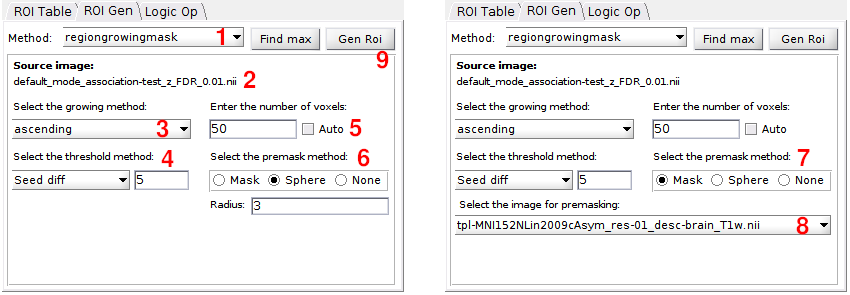 ROI Table ROI Gen Logic Op
Method: regiongrowingmask 1 Find max Gen Roi
9
Source image:
default_mode_association-test_z_FDR_0.01.nii 2
Select the growing method: Enter the number of voxels:
ascending 3 50 Auto 5
Select the threshold method: 4 Select the premask method: 6
Seed diff 5 Mask Sphere None
Radius: 3
ROI Table ROI Gen Logic Op
Method: regiongrowingmask Find max Gen Roi
Source image:
default_mode_association-test_z_FDR_0.01.nii
Select the growing method: Enter the number of voxels:
ascending 50 Auto
Select the threshold method: Select the premask method: 7
Seed diff 5 Mask Sphere None
Select the image for premasking:
tpl-MNI152NLin2009cAsym_res-01_desc-brain_T1w.nii 8